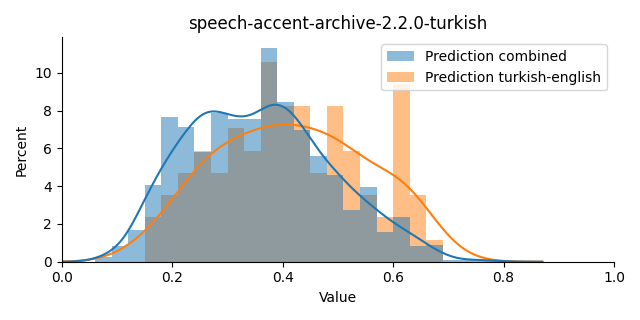 speech-accent-archive-2.2.0-turkish
Prediction combined
Prediction turkish-english
Percent
10
8
6
4
2
0
0.0 0.2 0.4 0.6 0.8 1.0
Value